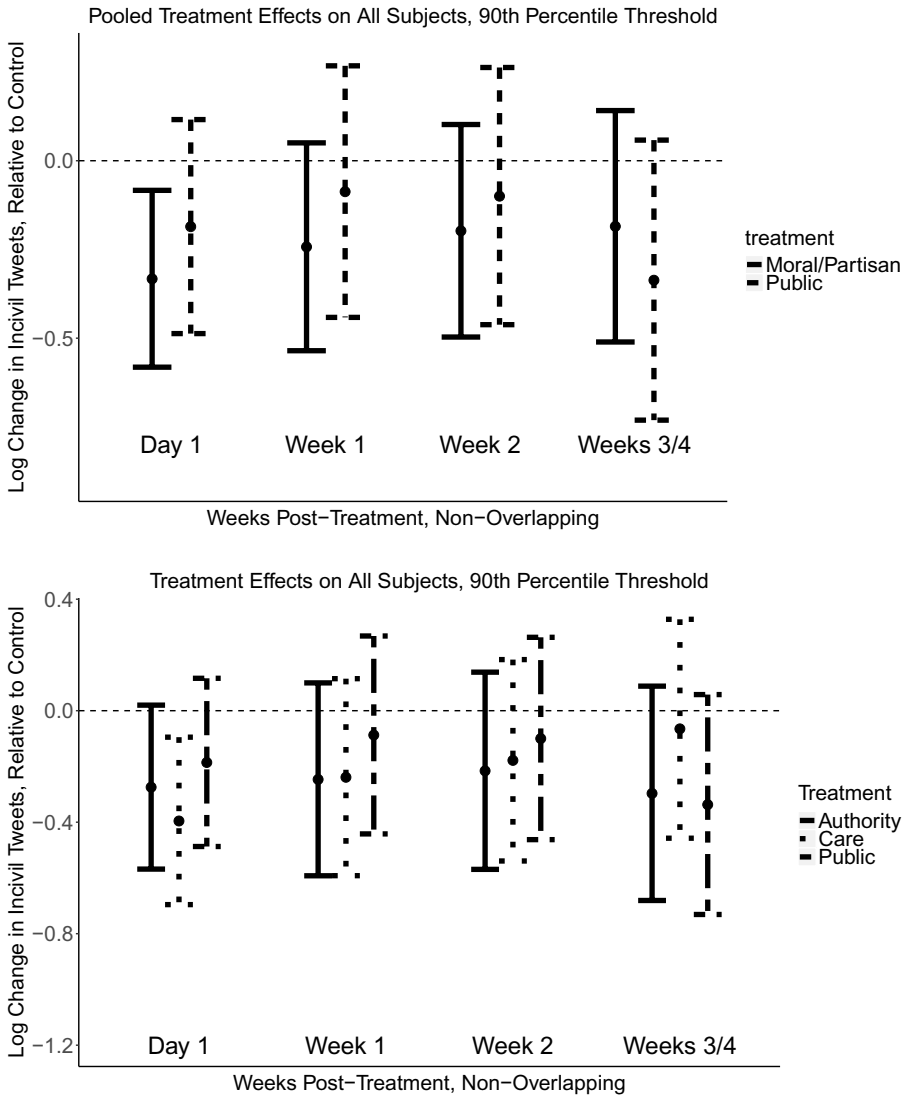 Pooled Treatment Effects on All Subjects, 90th Percentile Threshold
Log Change in Incivil Tweets, Relative to Control
0.0
−0.5
treatment
Moral/Partisan
Public
Day 1
Week 1
Week 2
Weeks 3/4
Weeks Post−Treatment, Non−Overlapping
Treatment Effects on All Subjects, 90th Percentile Threshold
Log Change in Incivil Tweets, Relative to Control
0.4
0.0
−0.4
−0.8
−1.2
Treatment
Authority
Care
Public
Day 1
Week 1
Week 2
Weeks 3/4
Weeks Post−Treatment, Non−Overlapping